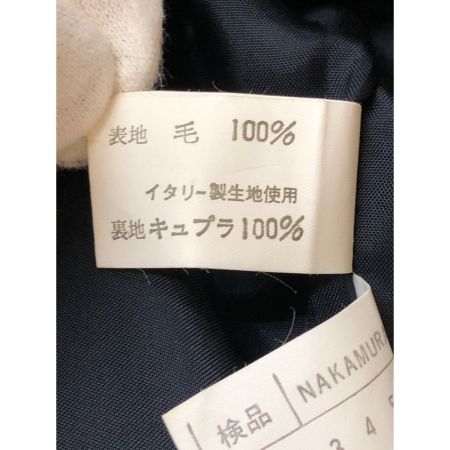 表地 毛 100%
イタリー製生地使用
裏地 キュプラ 100%
検品 NAKAMURA
3 4